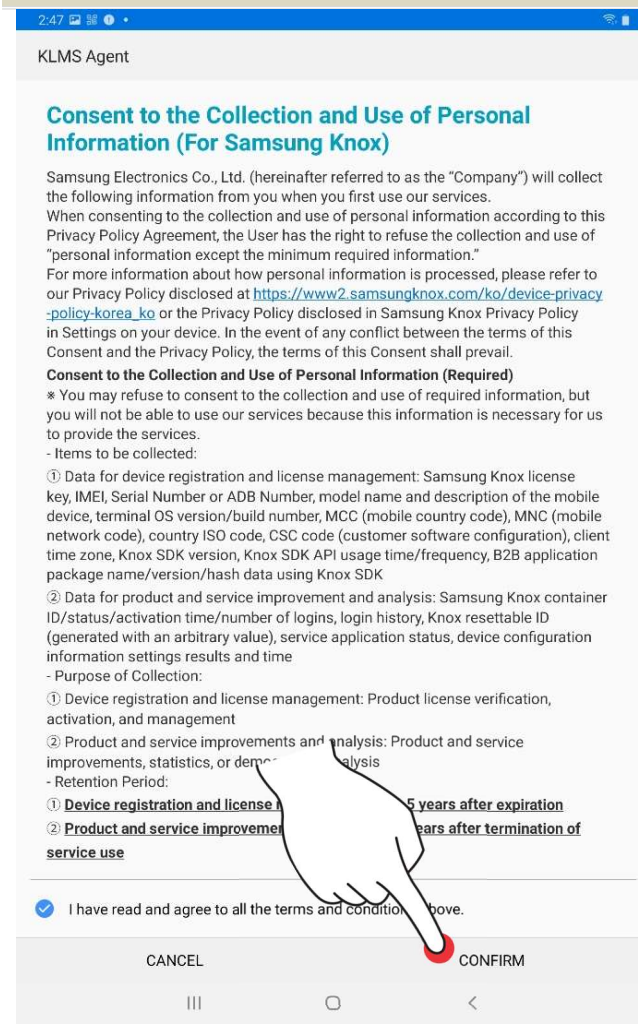 2:47
KLMS Agent
Consent to the Collection and Use of Personal
Information (For Samsung Knox)
Samsung Electronics Co., Ltd. (hereinafter referred to as the “Company”) will collect
the following information from you when you first use our services.
When consenting to the collection and use of personal information according to this
Privacy Policy Agreement, the User has the right to refuse the collection and use of
“personal information except the minimum required information.”
For more information about how personal information is processed, please refer to
our Privacy Policy disclosed at https://www2.samsungknox.com/ko/device-privacy
-policy-korea_ko or the Privacy Policy disclosed in Samsung Knox Privacy Policy
in Settings on your device. In the event of any conflict between the terms of this
Consent and the Privacy Policy, the terms of this Consent shall prevail.
Consent to the Collection and Use of Personal Information (Required)
※ You may refuse to consent to the collection and use of required information, but
you will not be able to use our services because this information is necessary for us
to provide the services.
- Items to be collected:
① Data for device registration and license management: Samsung Knox license
key, IMEI, Serial Number or ADB Number, model name and description of the mobile
device, terminal OS version/build number, MCC (mobile country code), MNC (mobile
network code), country ISO code, CSC code (customer software configuration), client
time zone, Knox SDK version, Knox SDK API usage time/frequency, B2B application
package name/version/hash data using Knox SDK
② Data for product and service improvement and analysis: Samsung Knox container
ID/status/activation time/number of logins, login history, Knox resettable ID
(generated with an arbitrary value), service application status, device configuration
information settings results and time
- Purpose of Collection:
① Device registration and license management: Product license verification,
activation, and management
② Product and service improvements and analysis: Product and service
improvements, statistics, or
- Retention Period:
① Device registration and license 5 years after expiration
② Product and service after termination of
service use
I have read and agree to all the terms and condition above.
CANCEL CONFIRM